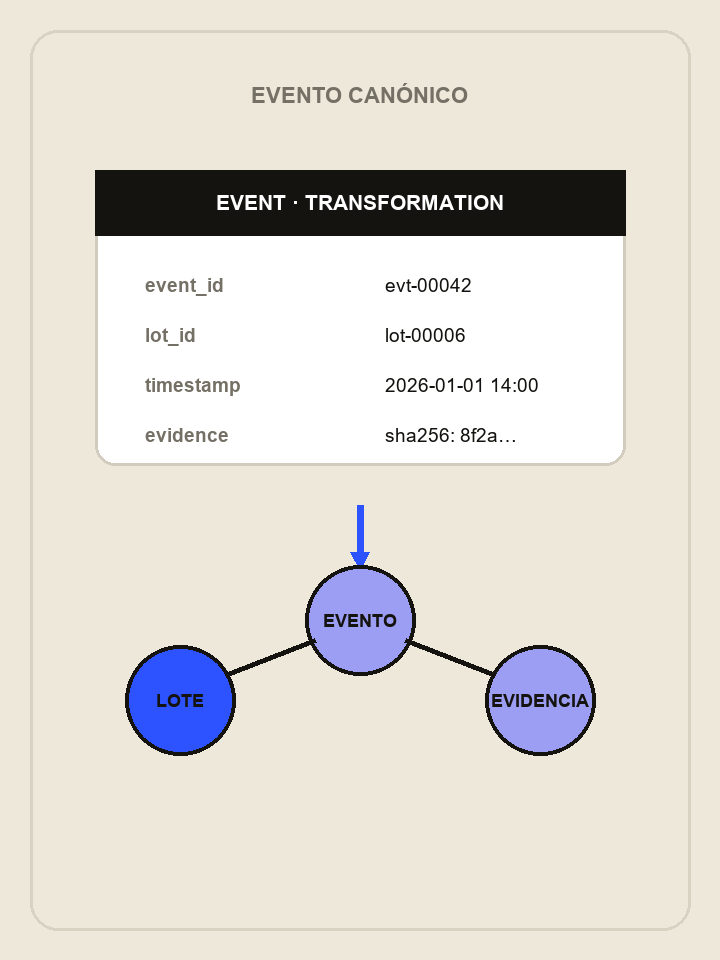 EVENTO CANÓNICO
EVENT · TRANSFORMATION
event_id evt-00042
lot_id lot-00006
timestamp 2026-01-01 14:00
evidence sha256: 8f2a…
EVENTO
LOTE
EVIDENCIA